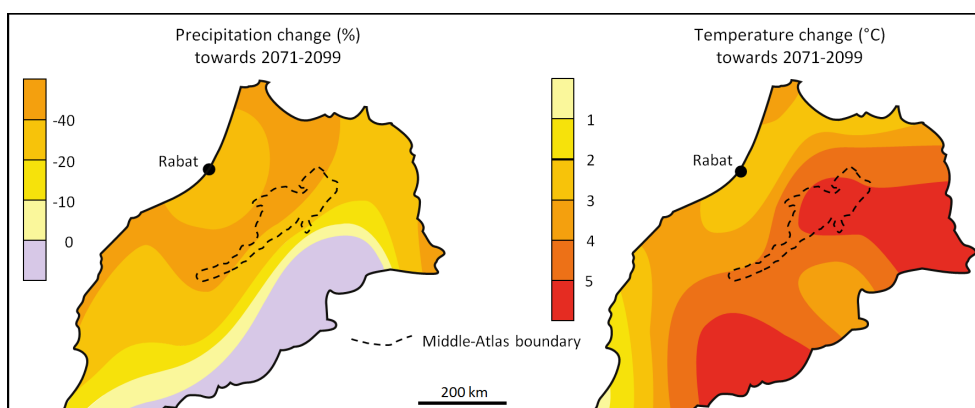 Precipitation change (%)
towards 2071-2099
-40
-20
-10
0
Rabat
Middle-Atlas boundary
200 km
Temperature change (°C)
towards 2071-2099
1
2
3
4
5
Rabat